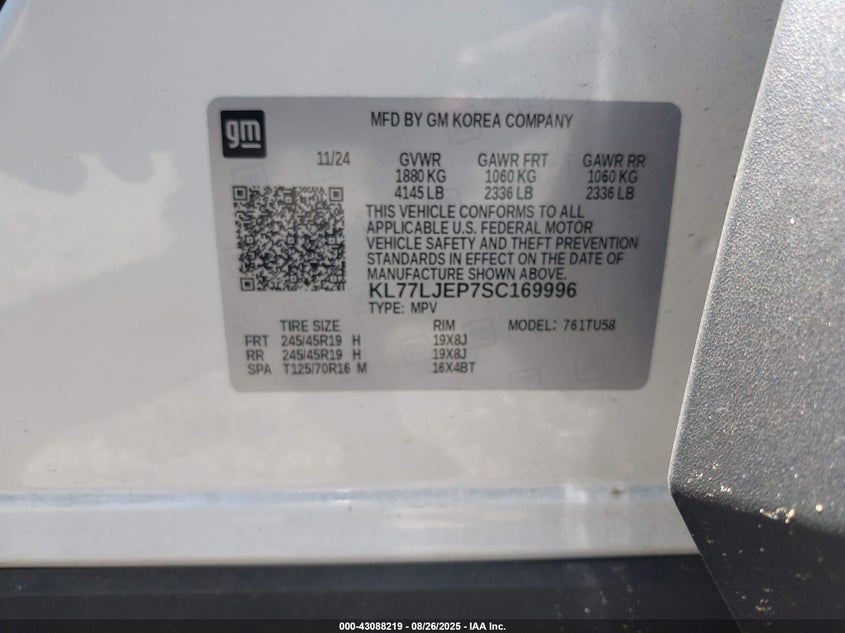 gm
MFD BY GM KOREA COMPANY
11/24 GVWR GAWR FRT GAWR RR
1880 KG 1060 KG 1060 KG
4145 LB 2336 LB 2336 LB
THIS VEHICLE CONFORMS TO ALL
APPLICABLE U.S. FEDERAL MOTOR
VEHICLE SAFETY AND THEFT PREVENTION
STANDARDS IN EFFECT ON THE DATE OF
MANUFACTURE SHOWN ABOVE.
KL77LJEP7SC169996
TYPE: MPV
TIRE SIZE RIM MODEL: 761TU58
FRT 245/45R19 H 19X8J
RR 245/45R19 H 19X8J
SPA T125/70R16 M 16X4BT
000-43088219 - 08/26/2025 - IAA Inc.